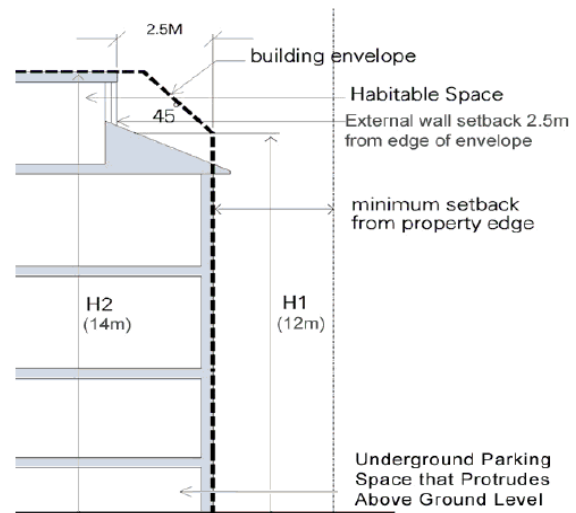 2.5M
building envelope
Habitable Space
45°
External wall setback 2.5m
from edge of envelope
minimum setback
from property edge
H2
(14m)
H1
(12m)
Underground Parking
Space that Protrudes
Above Ground Level